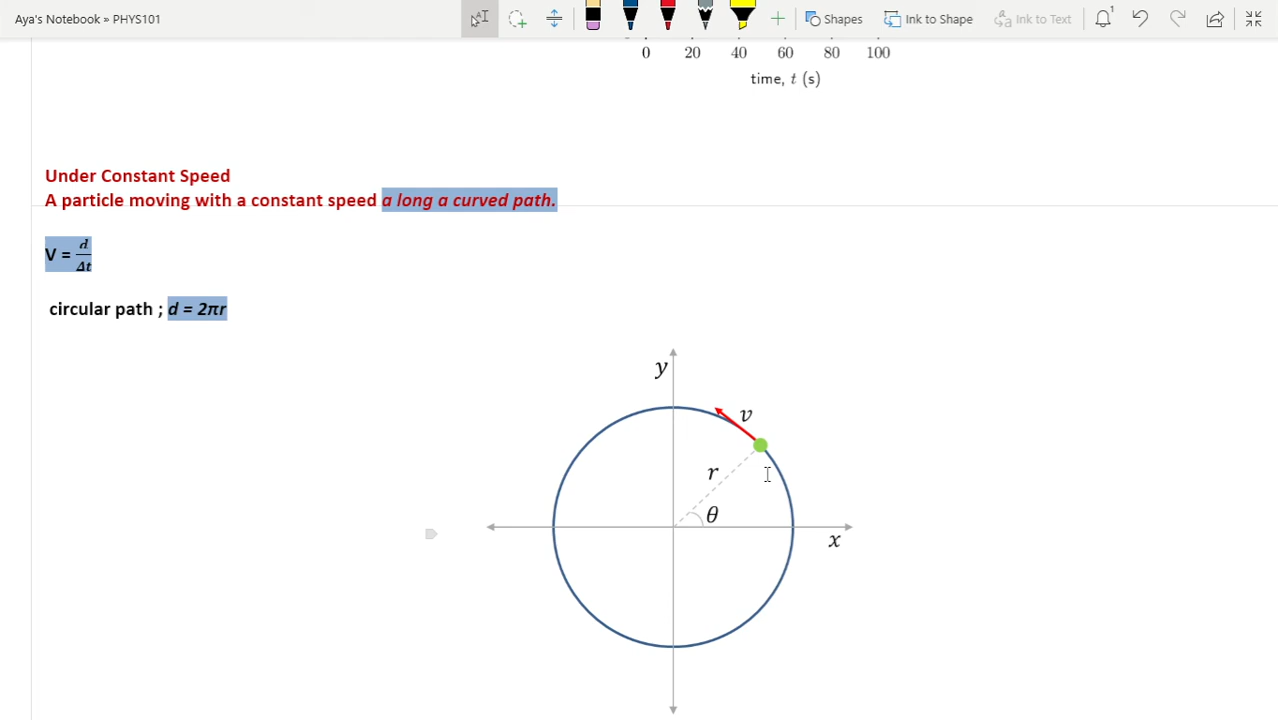 Aya's Notebook » PHYS101
Shapes
Ink to Shape
Ink to Text
0 20 40 60 80 100
time, t (s)
Under Constant Speed
A particle moving with a constant speed a long a curved path.
V = d/Δt
circular path ; d = 2πr
y
v
r
θ
x